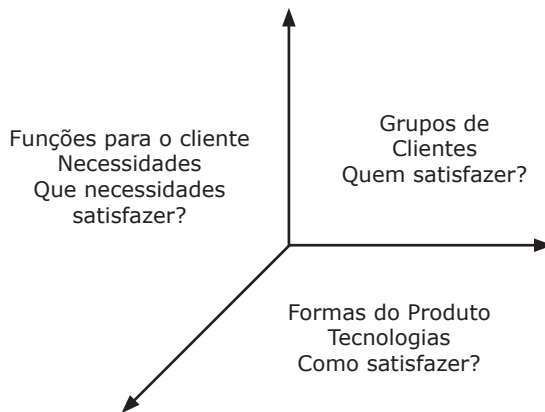 Funções para o cliente
Necessidades
Que necessidades
satisfazer?
Grupos de
Clientes
Quem satisfazer?
Formas do Produto
Tecnologias
Como satisfazer?